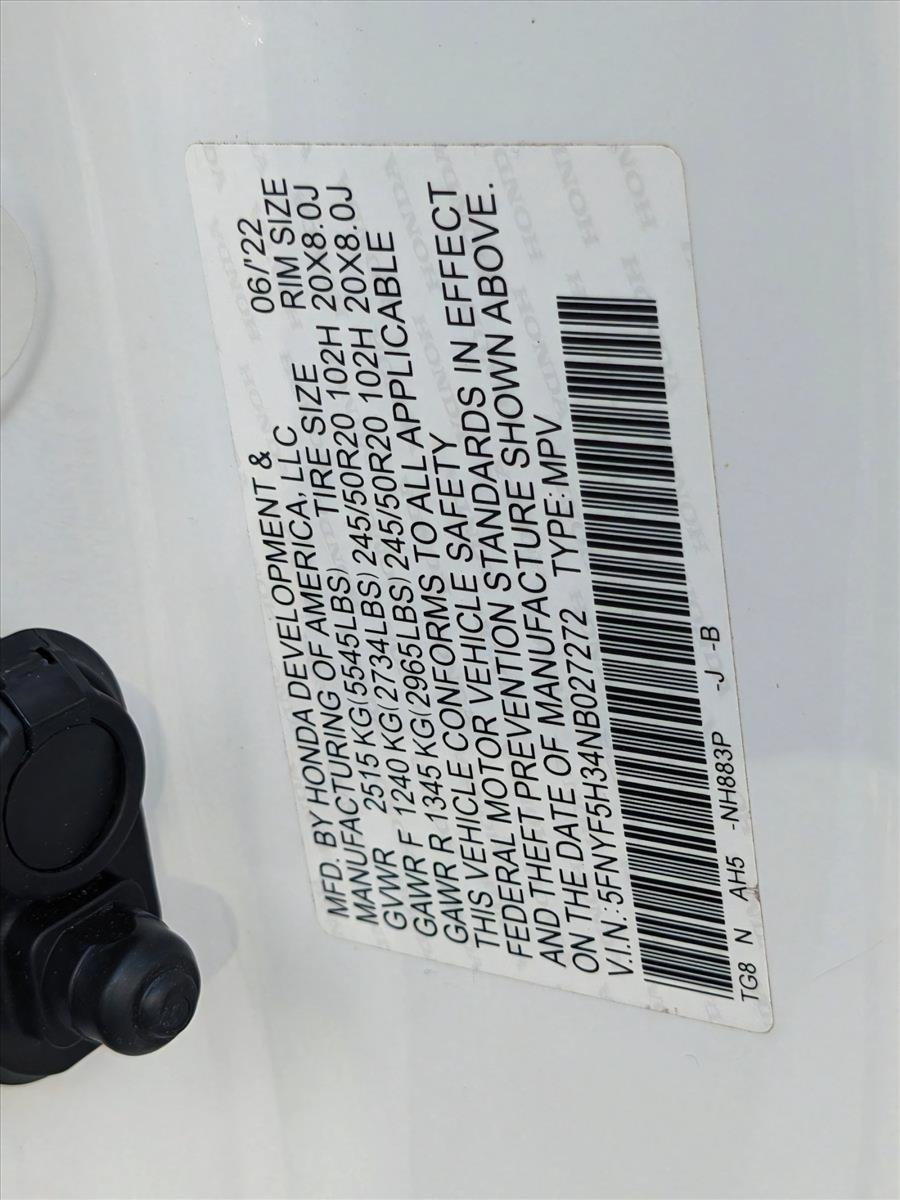 MFD. BY HONDA DEVELOPMENT & 06/'22
MANUFACTURING OF AMERICA, LLC
GVWR 2515 KG(5545LBS) TIRE SIZE RIM SIZE
GAWR F 1240 KG(2734LBS) 245/50R20 102H 20X8.0J
GAWR R 1345 KG(2965LBS) 245/50R20 102H 20X8.0J
THIS VEHICLE CONFORMS TO ALL APPLICABLE
FEDERAL MOTOR VEHICLE SAFETY
AND THEFT PREVENTION STANDARDS IN EFFECT
ON THE DATE OF MANUFACTURE SHOWN ABOVE.
V.I.N.: 5FNYF5H34NB027272 TYPE: MPV
TG8 N AH5 -NH883P -J -B